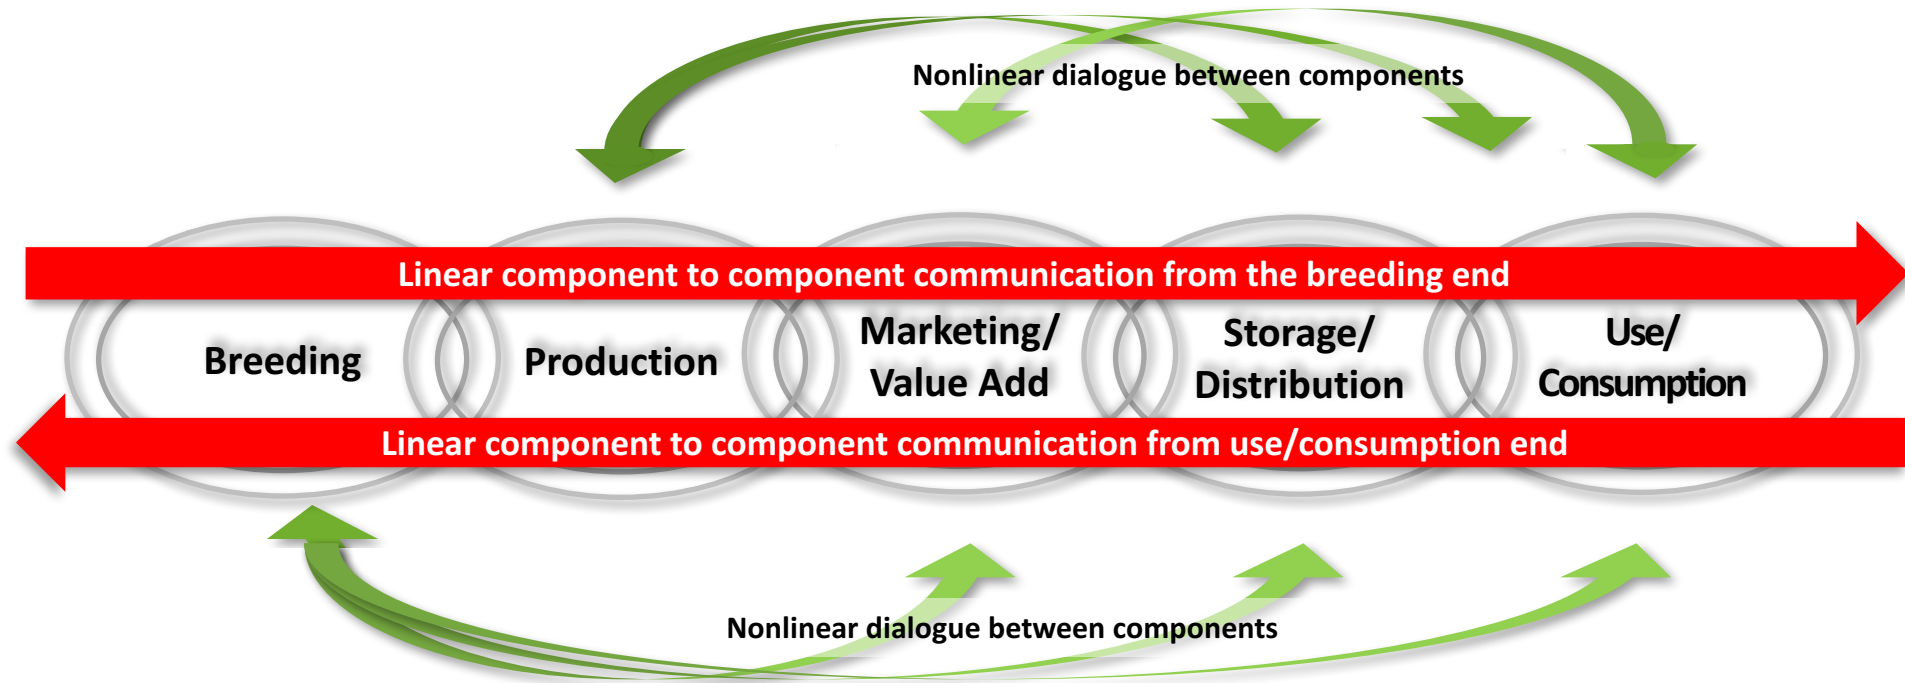 Nonlinear dialogue between components
Linear component to component communication from the breeding end
Breeding
Production
Marketing/
Value Add
Storage/
Distribution
Use/
Consumption
Linear component to component communication from use/consumption end
Nonlinear dialogue between components